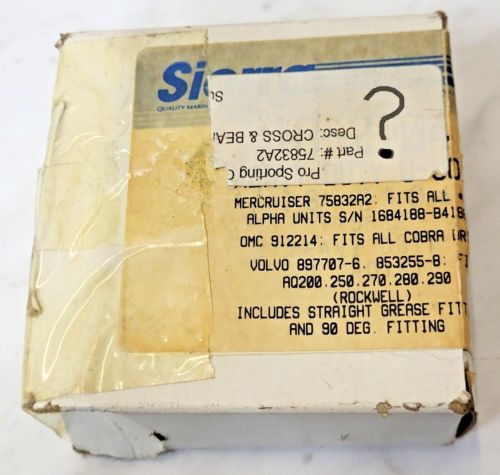 Sierra
QUALITY MARIN
?
Pro Sporting
Part #: 75832A2
Desc: CROSS & BEA
MERCRUISER 75832A2: FITS ALL
ALPHA UNITS S/N 1684188-B41
OMC 912214: FITS ALL COBRA
VOLVO 897707-6, 853255-8:
AQ200.250.270.280.290
(ROCKWELL)
INCLUDES STRAIGHT GREASE FITT
AND 90 DEG. FITTING